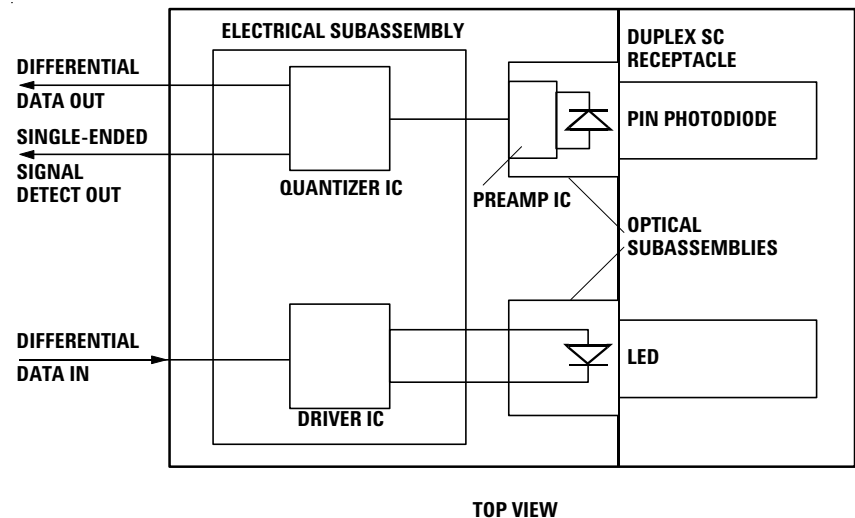 ELECTRICAL SUBASSEMBLY
DUPLEX SC
RECEPTACLE
DIFFERENTIAL
DATA OUT
SINGLE-ENDED
SIGNAL
DETECT OUT
QUANTIZER IC
PREAMP IC
PIN PHOTODIODE
OPTICAL
SUBASSEMBLIES
DIFFERENTIAL
DATA IN
DRIVER IC
LED
TOP VIEW